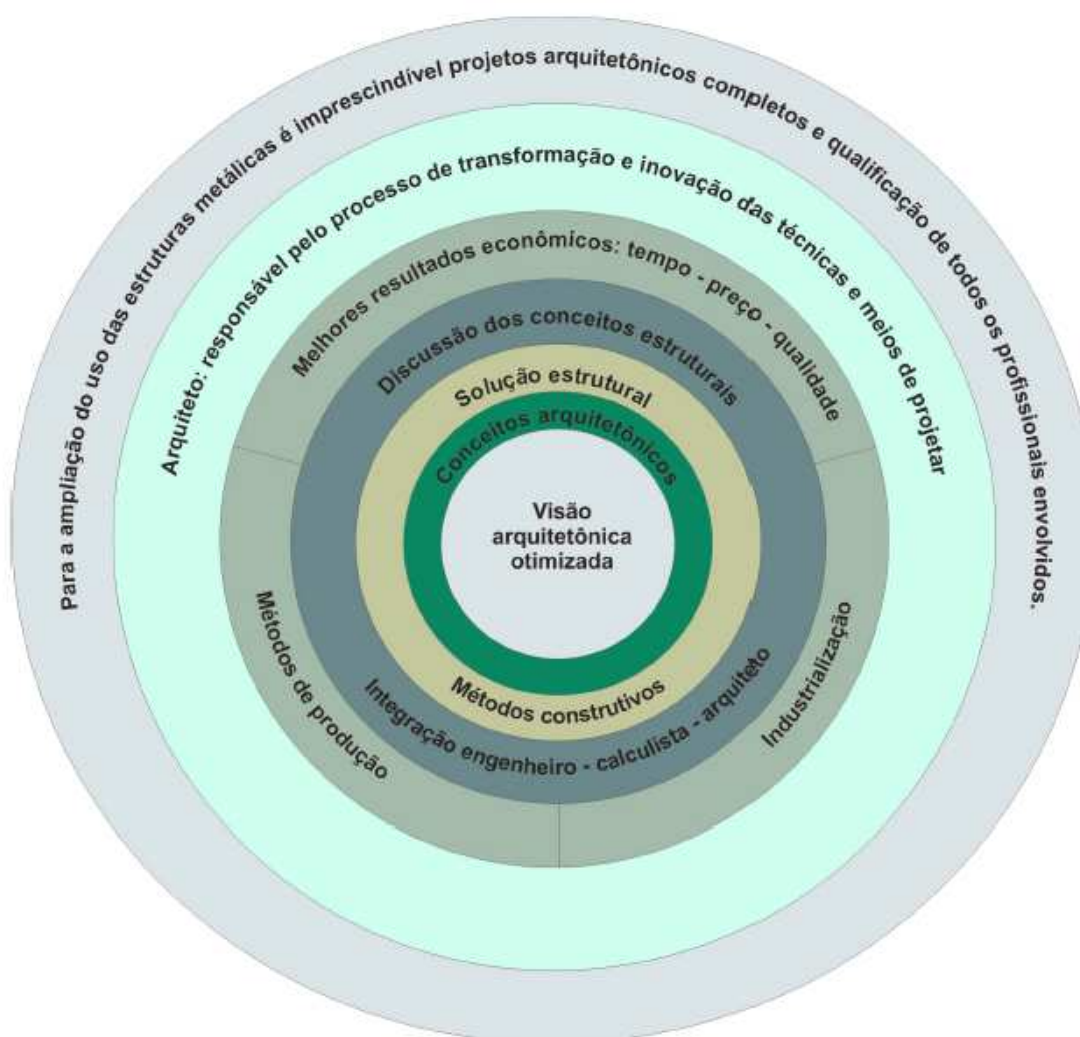 Para a ampliação do uso das estruturas metálicas é imprescindível projetos arquitetônicos completos e qualificação de todos os profissionais envolvidos.
Arquiteto: responsável pelo processo de transformação e inovação das técnicas e meios de projetar
Melhores resultados econômicos: tempo - preço - qualidade
Discussão dos conceitos estruturais
Solução estrutural
Conceitos arquitetônicos
Visão
arquitetônica
otimizada
Métodos construtivos
Integração engenheiro - calculista - arquiteto
Métodos de produção
Industrialização